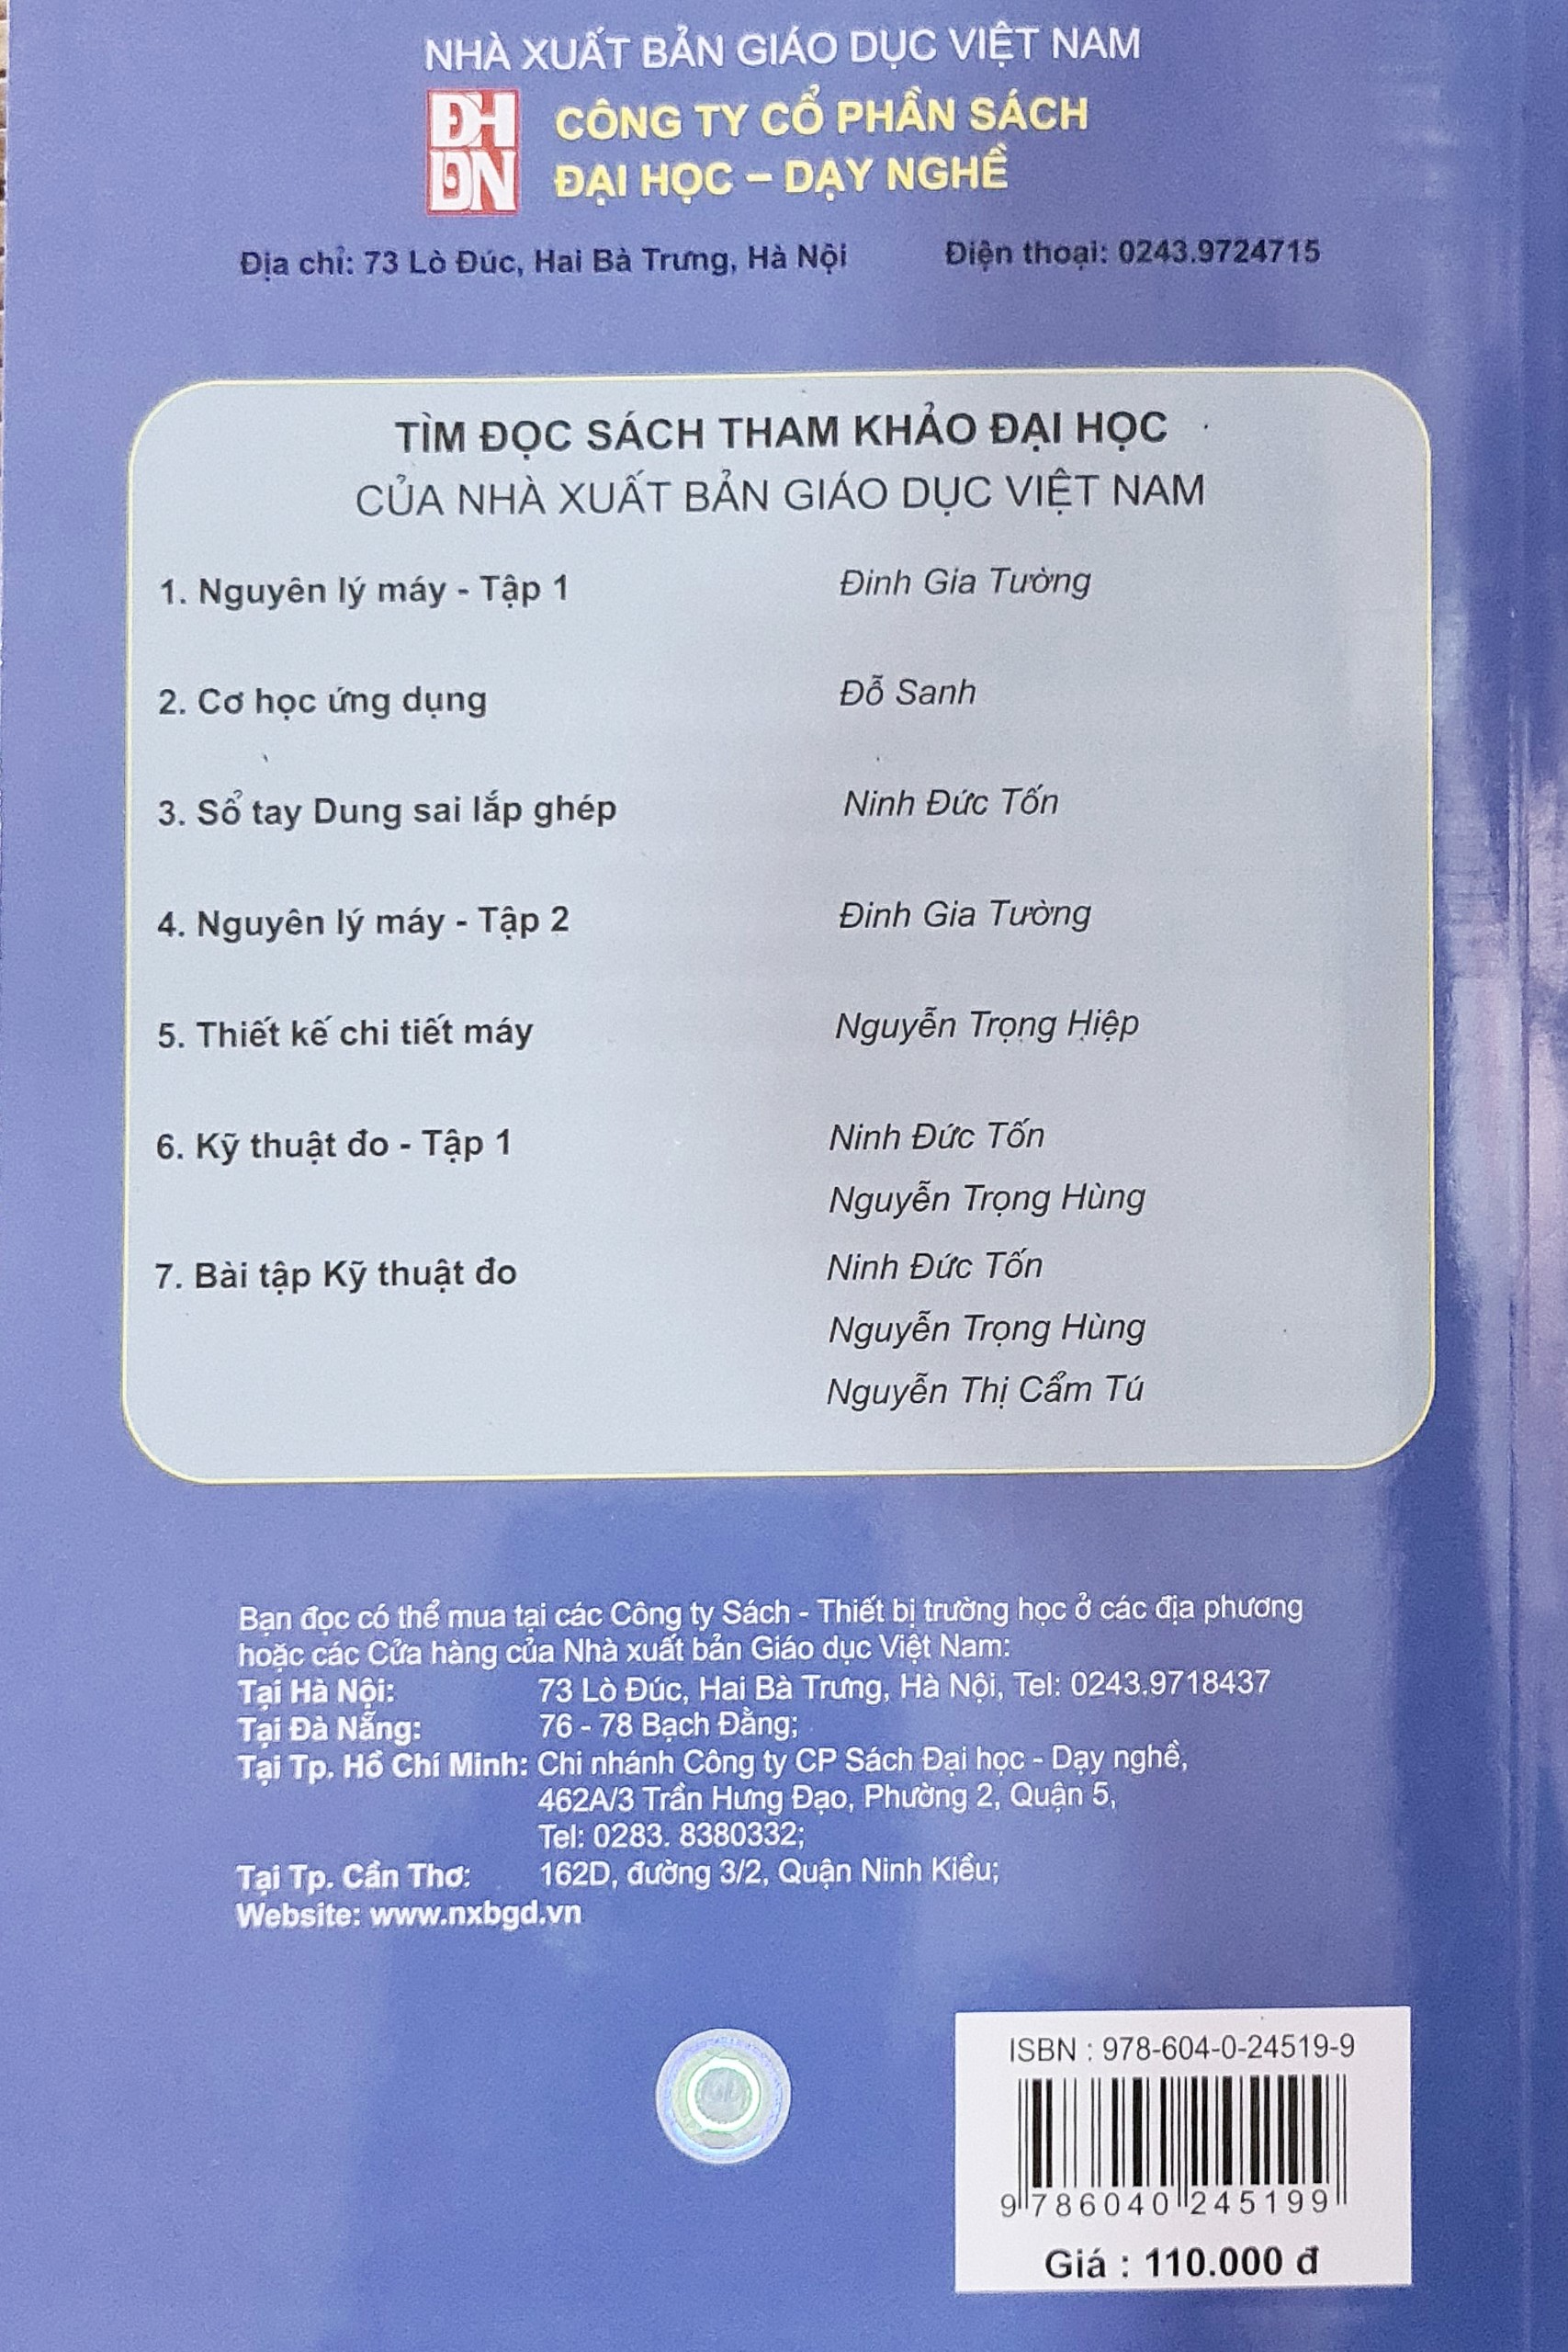 NHÀ XUẤT BẢN GIÁO DỤC VIỆT NAM
ĐH
DN
CÔNG TY CỔ PHẦN SÁCH
ĐẠI HỌC – DẠY NGHỀ
Địa chỉ: 73 Lò Đúc, Hai Bà Trưng, Hà Nội Điện thoại: 0243.9724715
TÌM ĐỌC SÁCH THAM KHẢO ĐẠI HỌC
CỦA NHÀ XUẤT BẢN GIÁO DỤC VIỆT NAM
1. Nguyên lý máy - Tập 1 Đinh Gia Tường
2. Cơ học ứng dụng Đỗ Sanh
3. Sổ tay Dung sai lắp ghép Ninh Đức Tốn
4. Nguyên lý máy - Tập 2 Đinh Gia Tường
5. Thiết kế chi tiết máy Nguyễn Trọng Hiệp
6. Kỹ thuật đo - Tập 1 Ninh Đức Tốn
Nguyễn Trọng Hùng
7. Bài tập Kỹ thuật đo Ninh Đức Tốn
Nguyễn Trọng Hùng
Nguyễn Thị Cẩm Tú
Bạn đọc có thể mua tại các Công ty Sách - Thiết bị trường học ở các địa phương
hoặc các Cửa hàng của Nhà xuất bản Giáo dục Việt Nam:
Tại Hà Nội: 73 Lò Đúc, Hai Bà Trưng, Hà Nội, Tel: 0243.9718437
Tại Đà Nẵng: 76 - 78 Bạch Đằng;
Tại Tp. Hồ Chí Minh: Chi nhánh Công ty CP Sách Đại học - Dạy nghề,
462A/3 Trần Hưng Đạo, Phường 2, Quận 5,
Tel: 0283. 8380332;
Tại Tp. Cần Thơ: 162D, đường 3/2, Quận Ninh Kiều;
Website: www.nxbgd.vn
ISBN : 978-604-0-24519-9
9 786040 245199
Giá : 110.000 đ